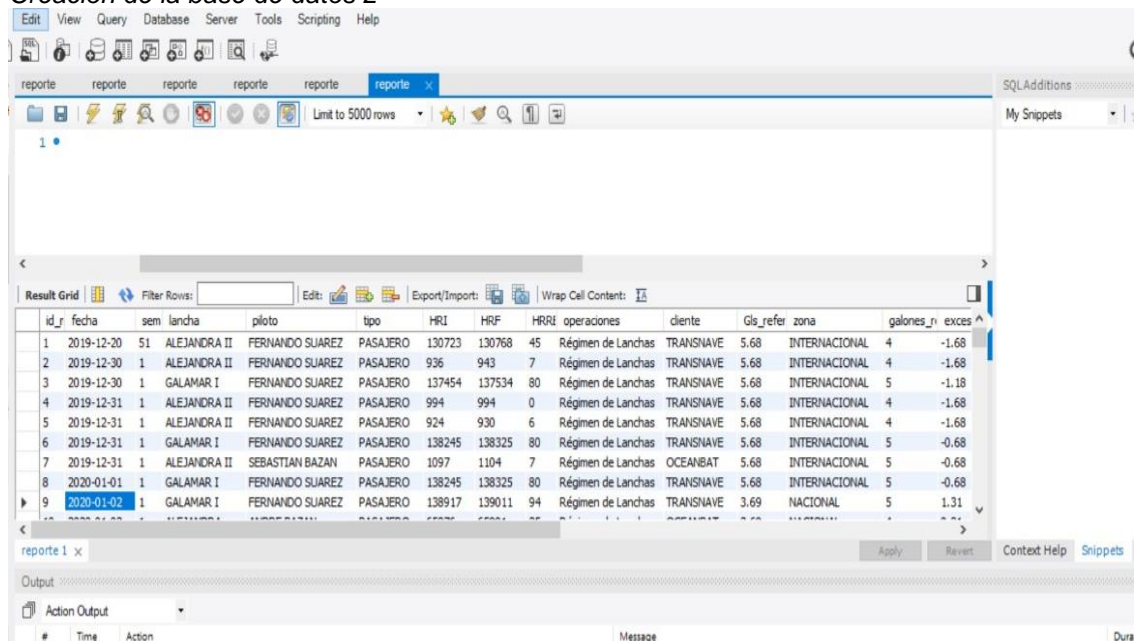 Creación de la base de datos 2
Edit View Query Database Server Tools Scripting Help
reporte reporte reporte reporte reporte reporte
SQLAdditions
Limit to 5000 rows
My Snippets
1
Result Grid Filter Rows: Edit: Export/Import: Wrap Cell Content:
id_r fecha sem lancha piloto tipo HRI HRF HRRE operaciones cliente Gls_refer zona galones_r exces
1 2019-12-20 51 ALEJANDRA II FERNANDO SUAREZ PASAJERO 130723 130768 45 Régimen de Lanchas TRANSNAVE 5.68 INTERNACIONAL 4 -1.68
2 2019-12-30 1 ALEJANDRA II FERNANDO SUAREZ PASAJERO 936 943 7 Régimen de Lanchas TRANSNAVE 5.68 INTERNACIONAL 4 -1.68
3 2019-12-30 1 GALAMAR I FERNANDO SUAREZ PASAJERO 137454 137534 80 Régimen de Lanchas TRANSNAVE 5.68 INTERNACIONAL 5 -1.18
4 2019-12-31 1 ALEJANDRA II FERNANDO SUAREZ PASAJERO 994 994 0 Régimen de Lanchas TRANSNAVE 5.68 INTERNACIONAL 4 -1.68
5 2019-12-31 1 ALEJANDRA II FERNANDO SUAREZ PASAJERO 924 930 6 Régimen de Lanchas TRANSNAVE 5.68 INTERNACIONAL 4 -1.68
6 2019-12-31 1 GALAMAR I FERNANDO SUAREZ PASAJERO 138245 138325 80 Régimen de Lanchas TRANSNAVE 5.68 INTERNACIONAL 5 -0.68
7 2019-12-31 1 ALEJANDRA II SEBASTIAN BAZAN PASAJERO 1097 1104 7 Régimen de Lanchas OCEANBAT 5.68 INTERNACIONAL 5 -0.68
8 2020-01-01 1 GALAMAR I FERNANDO SUAREZ PASAJERO 138245 138325 80 Régimen de Lanchas TRANSNAVE 5.68 INTERNACIONAL 5 -0.68
9 2020-01-02 1 GALAMAR I FERNANDO SUAREZ PASAJERO 138917 139011 94 Régimen de Lanchas TRANSNAVE 3.69 NACIONAL 5 1.31
reporte 1
Apply Revert
Context Help Snippets
Output
Action Output
# Time Action Message Dura